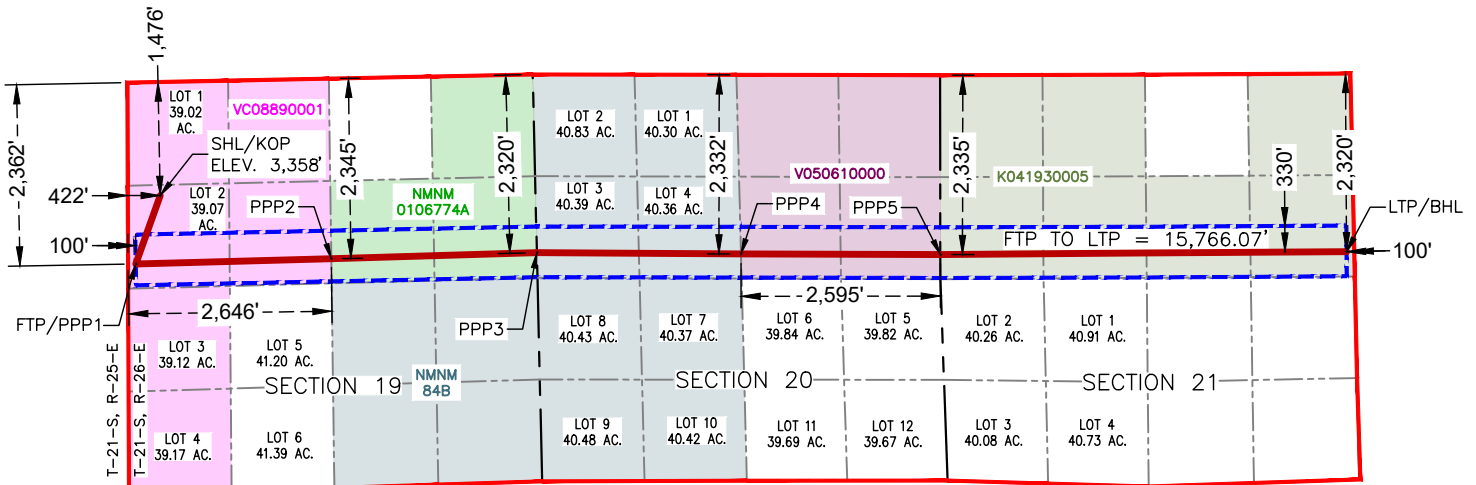 1,476'
2,362'
LOT 1
39.02
AC.
VC08890001
SHL/KOP
ELEV. 3,358'
422'
LOT 2
39.07
AC.
PPP2
2,345'
NMNM
0106774A
2,320'
LOT 2
40.83 AC.
LOT 1
40.30 AC.
LOT 3
40.39 AC.
LOT 4
40.36 AC.
2,332'
V050610000
PPP4
PPP5
2,335'
K041930005
330'
2,320'
LTP/BHL
100'
FTP TO LTP = 15,766.07'
100'
FTP/PPP1
2,646'
PPP3
2,595'
LOT 3
39.12 AC.
LOT 5
41.20 AC.
LOT 8
40.43 AC.
LOT 7
40.37 AC.
LOT 6
39.84 AC.
LOT 5
39.82 AC.
LOT 2
40.26 AC.
LOT 1
40.91 AC.
T-21-S, R-25-E
T-21-S, R-26-E
SECTION 19
NMNM
84B
SECTION 20
SECTION 21
LOT 4
39.17 AC.
LOT 6
41.39 AC.
LOT 9
40.48 AC.
LOT 10
40.42 AC.
LOT 11
39.69 AC.
LOT 12
39.67 AC.
LOT 3
40.08 AC.
LOT 4
40.73 AC.